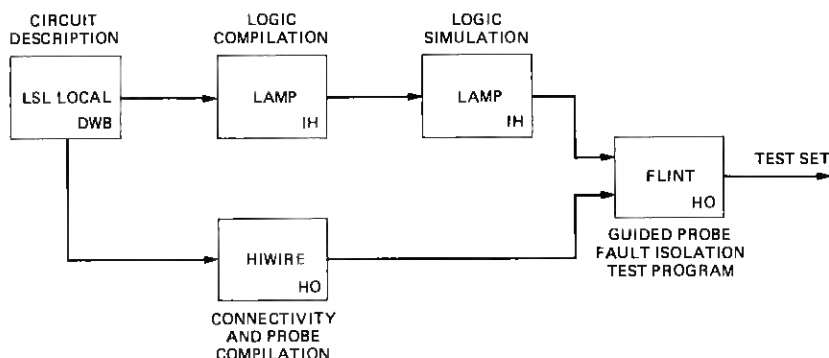 CIRCUIT
DESCRIPTION
LSL LOCAL
DWB
LOGIC
COMPILATION
LAMP
IH
LOGIC
SIMULATION
LAMP
IH
FLINT
HO
TEST SET
GUIDED PROBE
FAULT ISOLATION
TEST PROGRAM
HIWIRE
HO
CONNECTIVITY
AND PROBE
COMPILATION